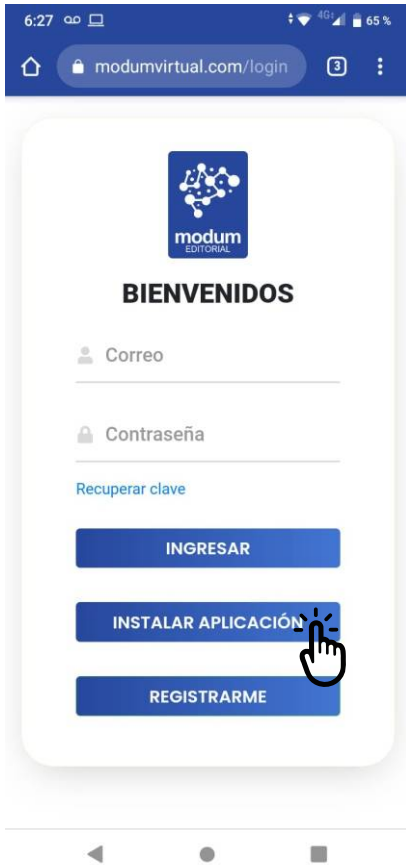 6:27
4G 65 %
modumvirtual.com/login
3
modum
EDITORIAL
BIENVENIDOS
Correo
Contraseña
Recuperar clave
INGRESAR
INSTALAR APLICACIÓN
REGISTRARME